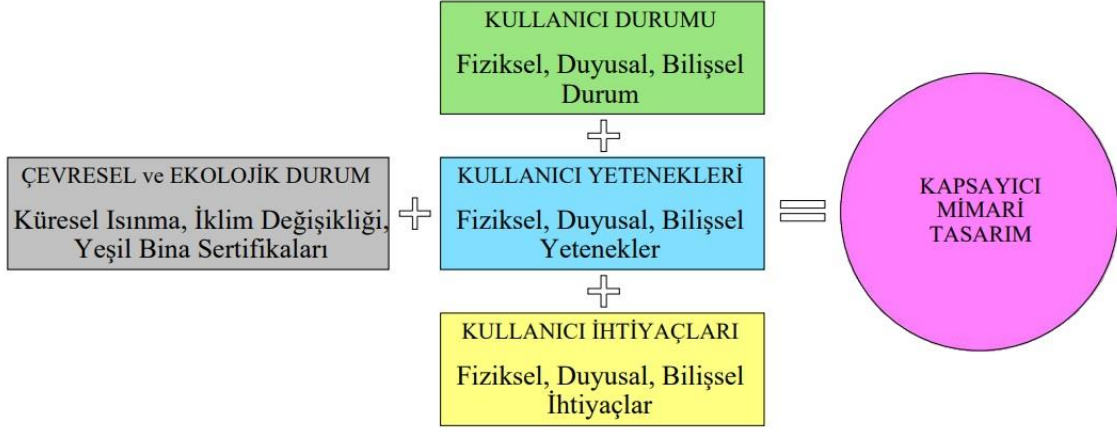 KULLANICI DURUMU
Fiziksel, Duyusal, Bilişsel
Durum
ÇEVRESEL ve EKOLOJİK DURUM
Küresel Isınma, İklim Değişikliği,
Yeşil Bina Sertifikaları
KULLANICI YETENEKLERİ
Fiziksel, Duyusal, Bilişsel
Yetenekler
KULLANICI İHTİYAÇLARI
Fiziksel, Duyusal, Bilişsel
İhtiyaçlar
KAPSAYICI
MİMARİ
TASARIM